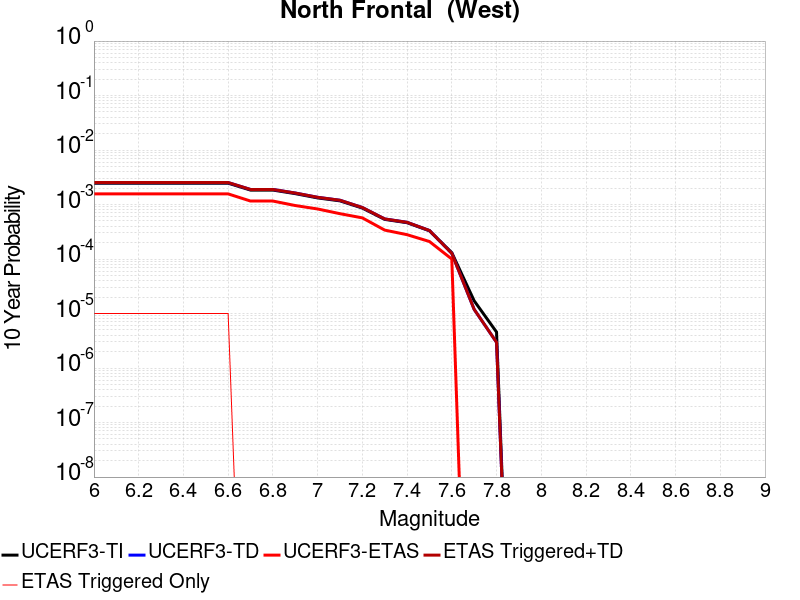 North Frontal  (West)
10^0
10^-1
10^-2
10^-3
10^-4
10^-5
10^-6
10^-7
10^-8
10 Year Probability
6 6.2 6.4 6.6 6.8 7 7.2 7.4 7.6 7.8 8 8.2 8.4 8.6 8.8 9
Magnitude
UCERF3-TI UCERF3-TD UCERF3-ETAS ETAS Triggered+TD
ETAS Triggered Only